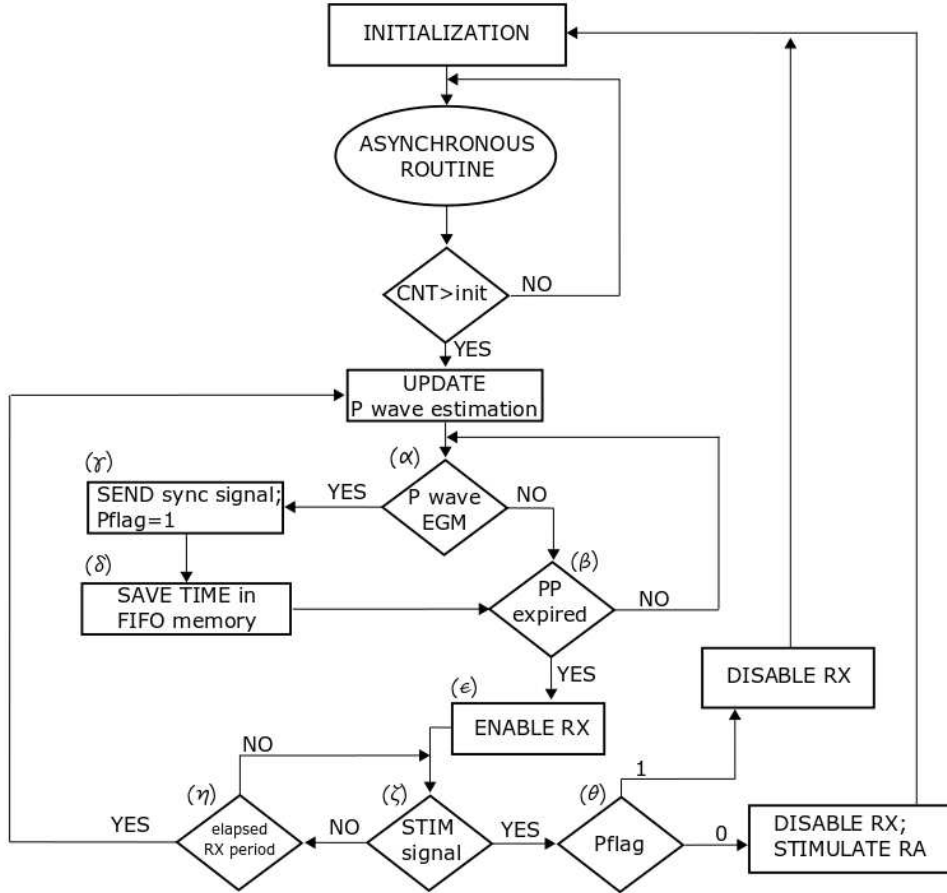 INITIALIZATION
ASYNCHRONOUS
ROUTINE
CNT>init
NO
YES
UPDATE
P wave estimation
(α)
P wave
EGM
YES
NO
(γ)
SEND sync signal;
Pflag=1
(δ)
SAVE TIME in
FIFO memory
(β)
PP
expired
NO
YES
(ϵ)
ENABLE RX
DISABLE RX
NO
(η)
elapsed
RX period
YES
(ζ)
STIM
signal
NO
YES
(θ)
Pflag
1
0
DISABLE RX;
STIMULATE RA